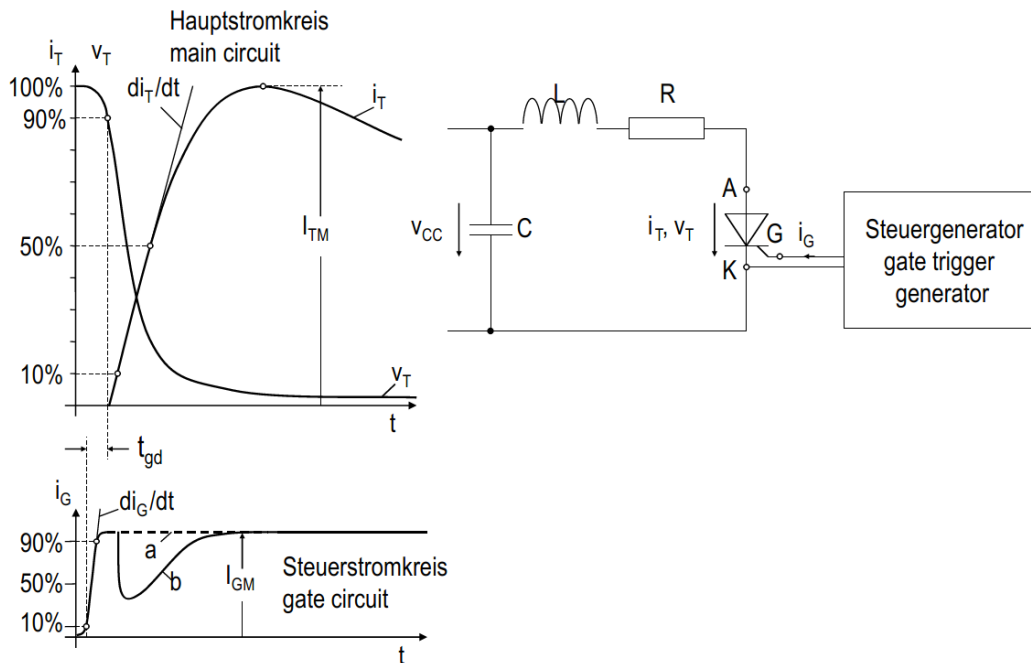 Hauptstromkreis
main circuit
i_T v_T
100%
90%
50%
10%
di_T/dt
i_T
I_TM
v_T
t
t_gd
i_G
di_G/dt
90%
50%
10%
a
b
I_GM
Steuerstromkreis
gate circuit
t
L
R
v_CC
C
A
i_T, v_T
G
i_G
K
Steuergenerator
gate trigger
generator